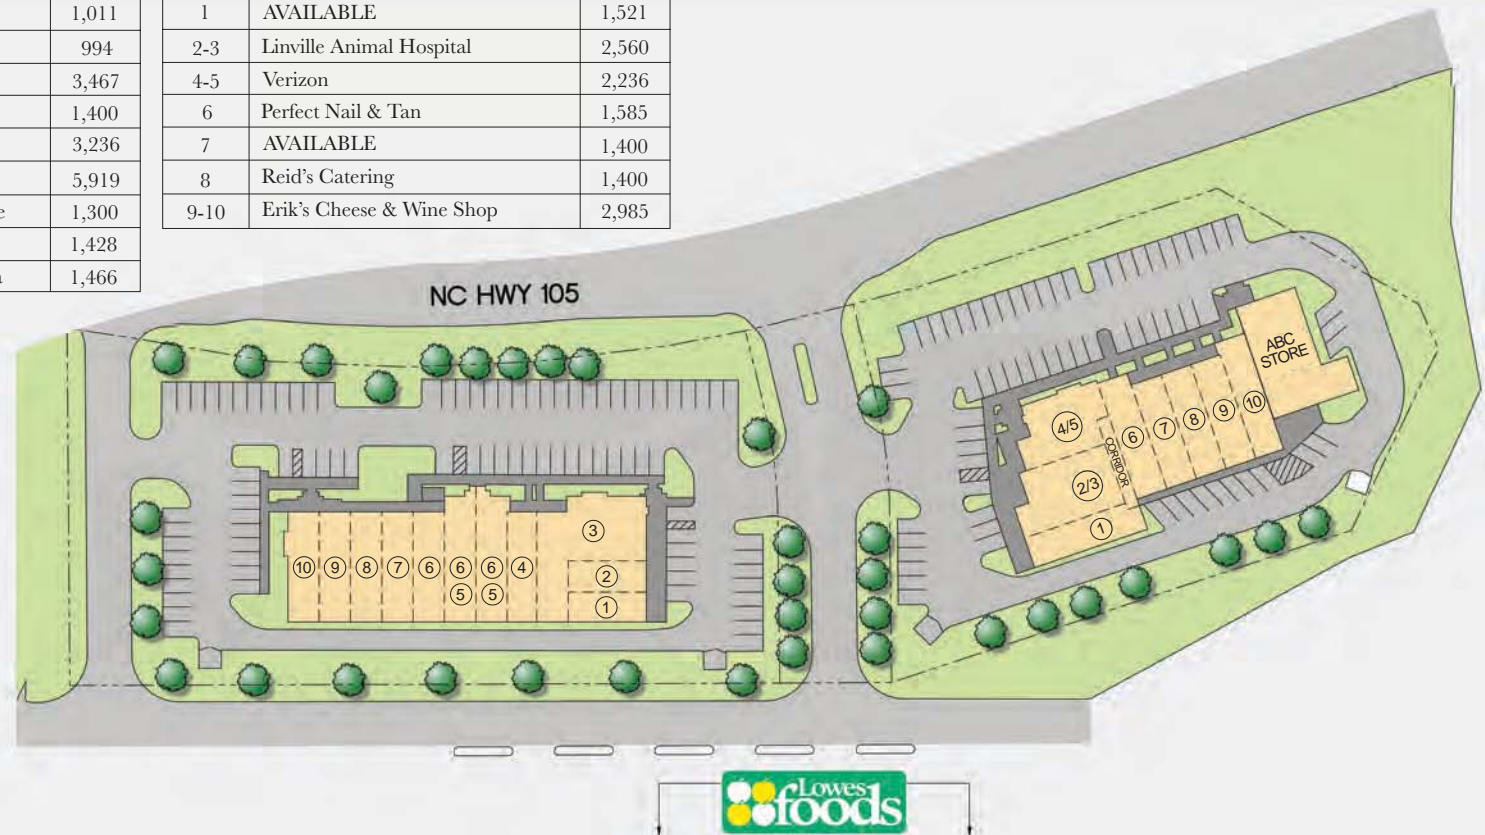 1,011
994
3,467
1,400
3,236
5,919
e 1,300
1,428
a 1,466
1 AVAILABLE 1,521
2-3 Linville Animal Hospital 2,560
4-5 Verizon 2,236
6 Perfect Nail & Tan 1,585
7 AVAILABLE 1,400
8 Reid's Catering 1,400
9-10 Erik's Cheese & Wine Shop 2,985
NC HWY 105
ABC
STORE
4/5 6 7 8 9 10
CORRIDOR
2/3
1
3
10 9 8 7 6 6 6 4 2
5 5 1
Lowes
foods